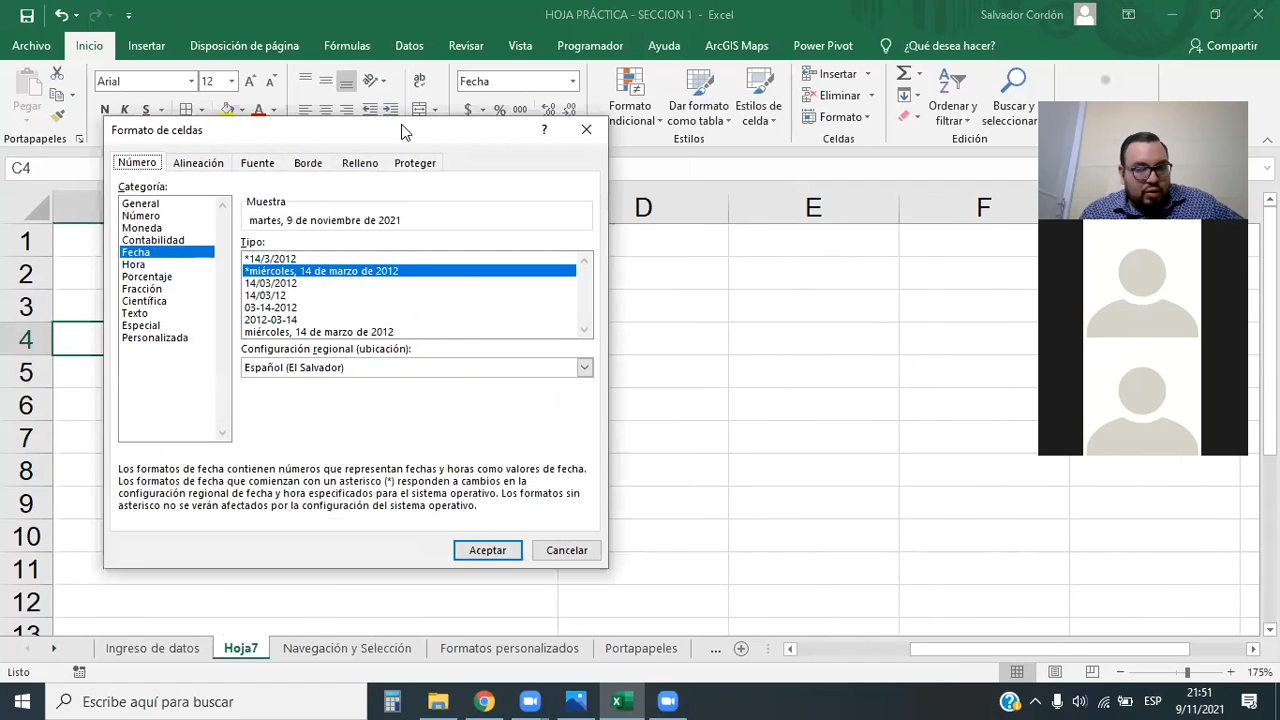 HOJA PRÁCTICA - SECCION 1 - Excel
Salvador Cordón
Archivo Inicio Insertar Disposición de página Fórmulas Datos Revisar Vista Programador Ayuda ArcGIS Maps Power Pivot ¿Qué desea hacer? Compartir
Pegar
Arial 12
N K S
Fecha
$ % 000
Formato condicional
Dar formato como tabla
Estilos de celda
Insertar
Eliminar
Formato
Ordenar y filtrar
Buscar y seleccionar
Portapapeles
Estilos
Celdas
Edición
C4
D E F
1
2
3
4
5
6
7
8
9
10
11
12
13
Formato de celdas ?
Número Alineación Fuente Borde Relleno Proteger
Categoría:
General
Número
Moneda
Contabilidad
Fecha
Hora
Porcentaje
Fracción
Científica
Texto
Especial
Personalizada
Muestra
martes, 9 de noviembre de 2021
Tipo:
*14/3/2012
*miércoles, 14 de marzo de 2012
14/03/2012
14/03/12
03-14-2012
2012-03-14
miércoles, 14 de marzo de 2012
Configuración regional (ubicación):
Español (El Salvador)
Los formatos de fecha contienen números que representan fechas y horas como valores de fecha.
Los formatos de fecha que comienzan con un asterisco (*) responden a cambios en la
configuración regional de fecha y hora especificados para el sistema operativo. Los formatos sin
asterisco no se verán afectados por la configuración del sistema operativo.
Aceptar Cancelar
Ingreso de datos Hoja7 Navegación y Selección Formatos personalizados Portapapeles ...
Listo
175%
Escribe aquí para buscar
ESP
21:51
9/11/2021